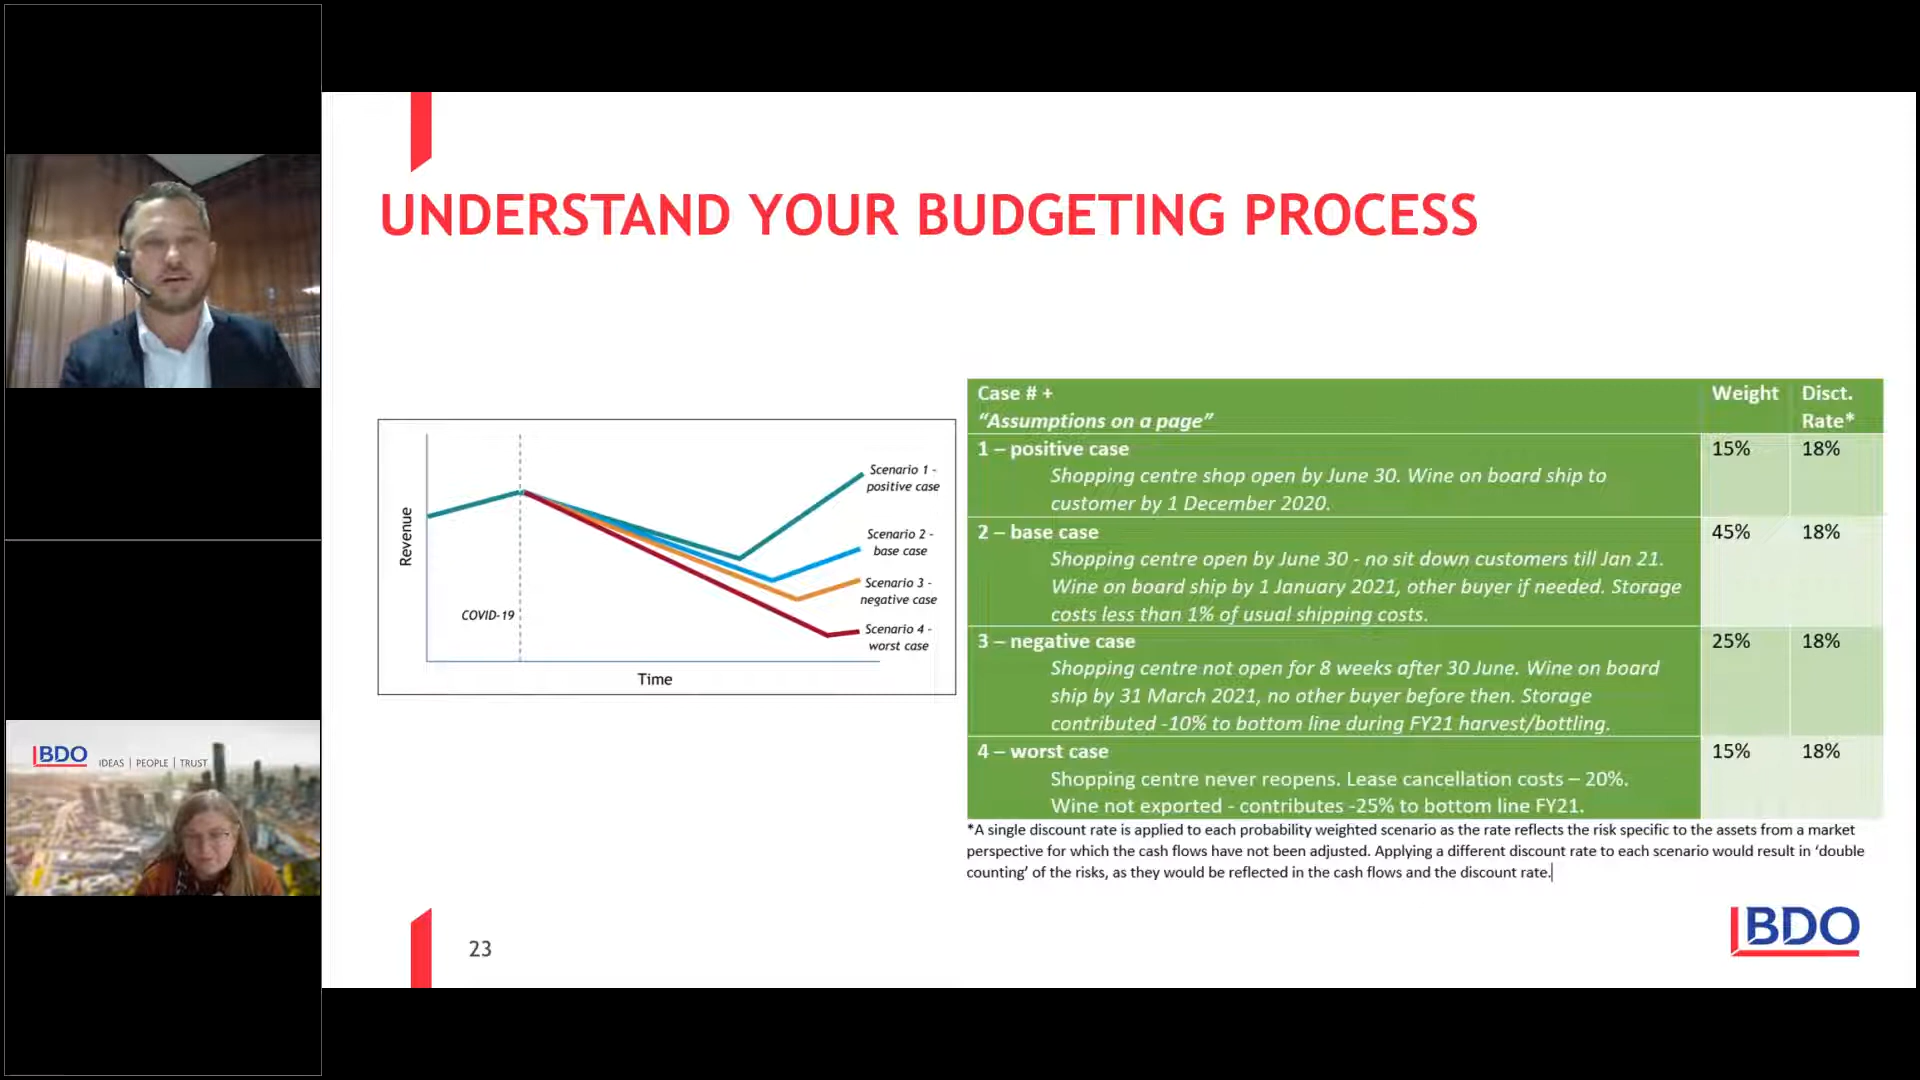 UNDERSTAND YOUR BUDGETING PROCESS
Revenue
COVID-19
Time
Scenario 1 -
positive case
Scenario 2 -
base case
Scenario 3 -
negative case
Scenario 4 -
worst case
Case # + Weight Disct.
“Assumptions on a page” Rate*
1 – positive case 15% 18%
Shopping centre shop open by June 30. Wine on board ship to
customer by 1 December 2020.
2 – base case 45% 18%
Shopping centre open by June 30 - no sit down customers till Jan 21.
Wine on board ship by 1 January 2021, other buyer if needed. Storage
costs less than 1% of usual shipping costs.
3 – negative case 25% 18%
Shopping centre not open for 8 weeks after 30 June. Wine on board
ship by 31 March 2021, no other buyer before then. Storage
contributed -10% to bottom line during FY21 harvest/bottling.
4 – worst case 15% 18%
Shopping centre never reopens. Lease cancellation costs – 20%.
Wine not exported - contributes -25% to bottom line FY21.
*A single discount rate is applied to each probability weighted scenario as the rate reflects the risk specific to the assets from a market
perspective for which the cash flows have not been adjusted. Applying a different discount rate to each scenario would result in ‘double
counting’ of the risks, as they would be reflected in the cash flows and the discount rate.
23
BDO
BDO IDEAS | PEOPLE | TRUST